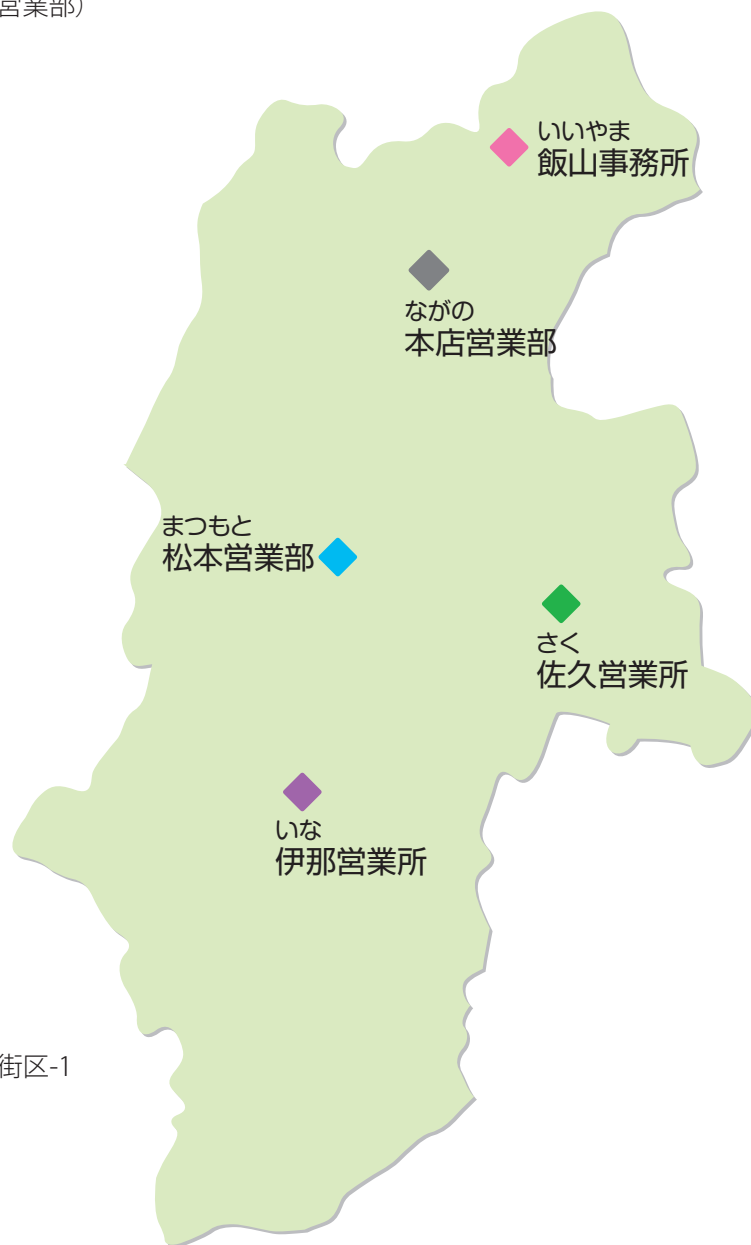 営業部）
いいやま
飯山事務所
ながの
本店営業部
まつもと
松本営業部
さく
佐久営業所
いな
伊那営業所
街区-1